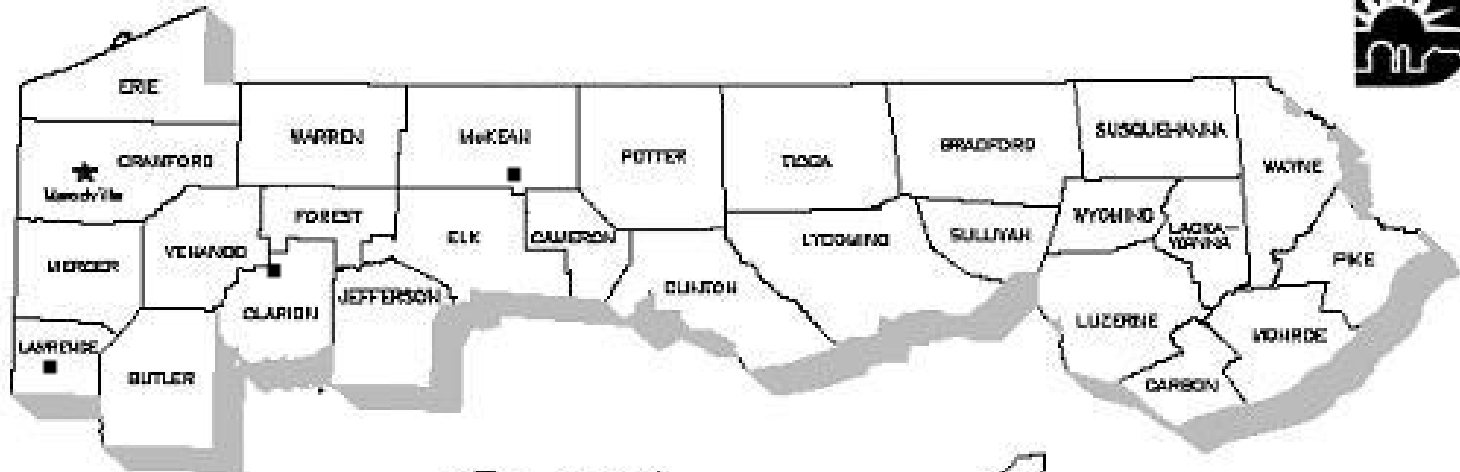 ERIE
WARREN
McKEAN
POTTER
TIOGA
BRADFORD
SUSQUEHANNA
WAYNE
CRAWFORD
Meadville
FOREST
VENANGO
ELK
CAMERON
LYCOMING
SULLIVAN
WYOMING
LACKA-
WANNA
PIKE
MERCER
JEFFERSON
CLINTON
CLARION
LUZERNE
MONROE
LAWRENCE
BUTLER
CARBON